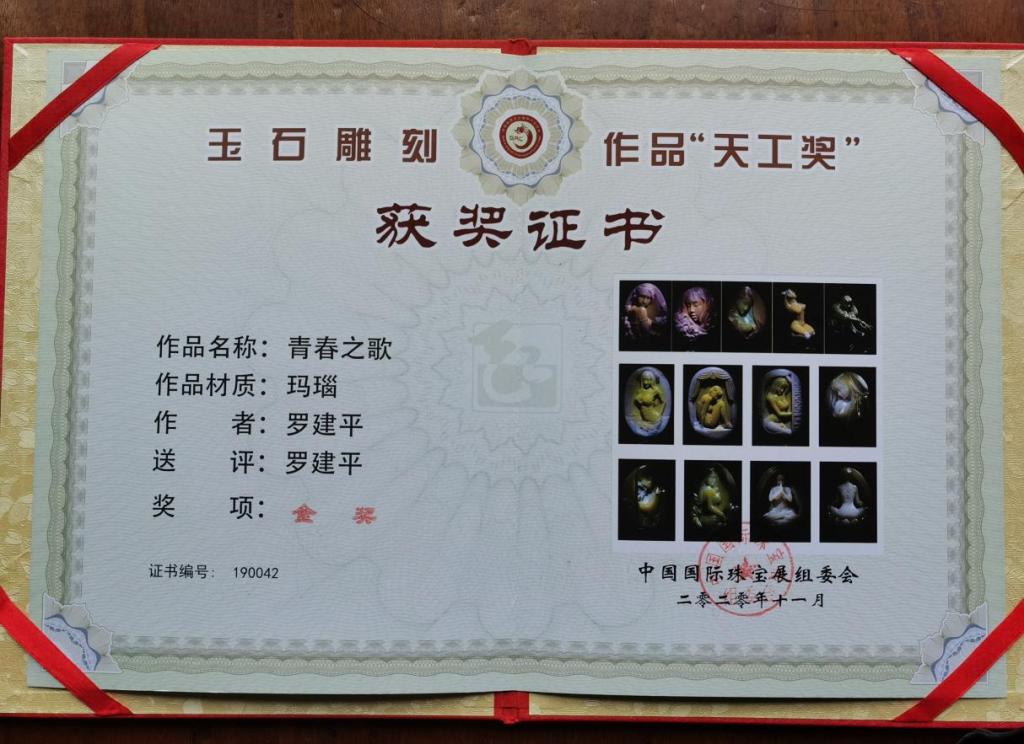 玉石雕刻 作品“天工奖”
获奖证书
作品名称：青春之歌
作品材质：玛瑙
作 者：罗建平
送 评：罗建平
奖 项：金 奖
证书编号： 190042
中国国际珠宝展组委会
二零二零年十一月